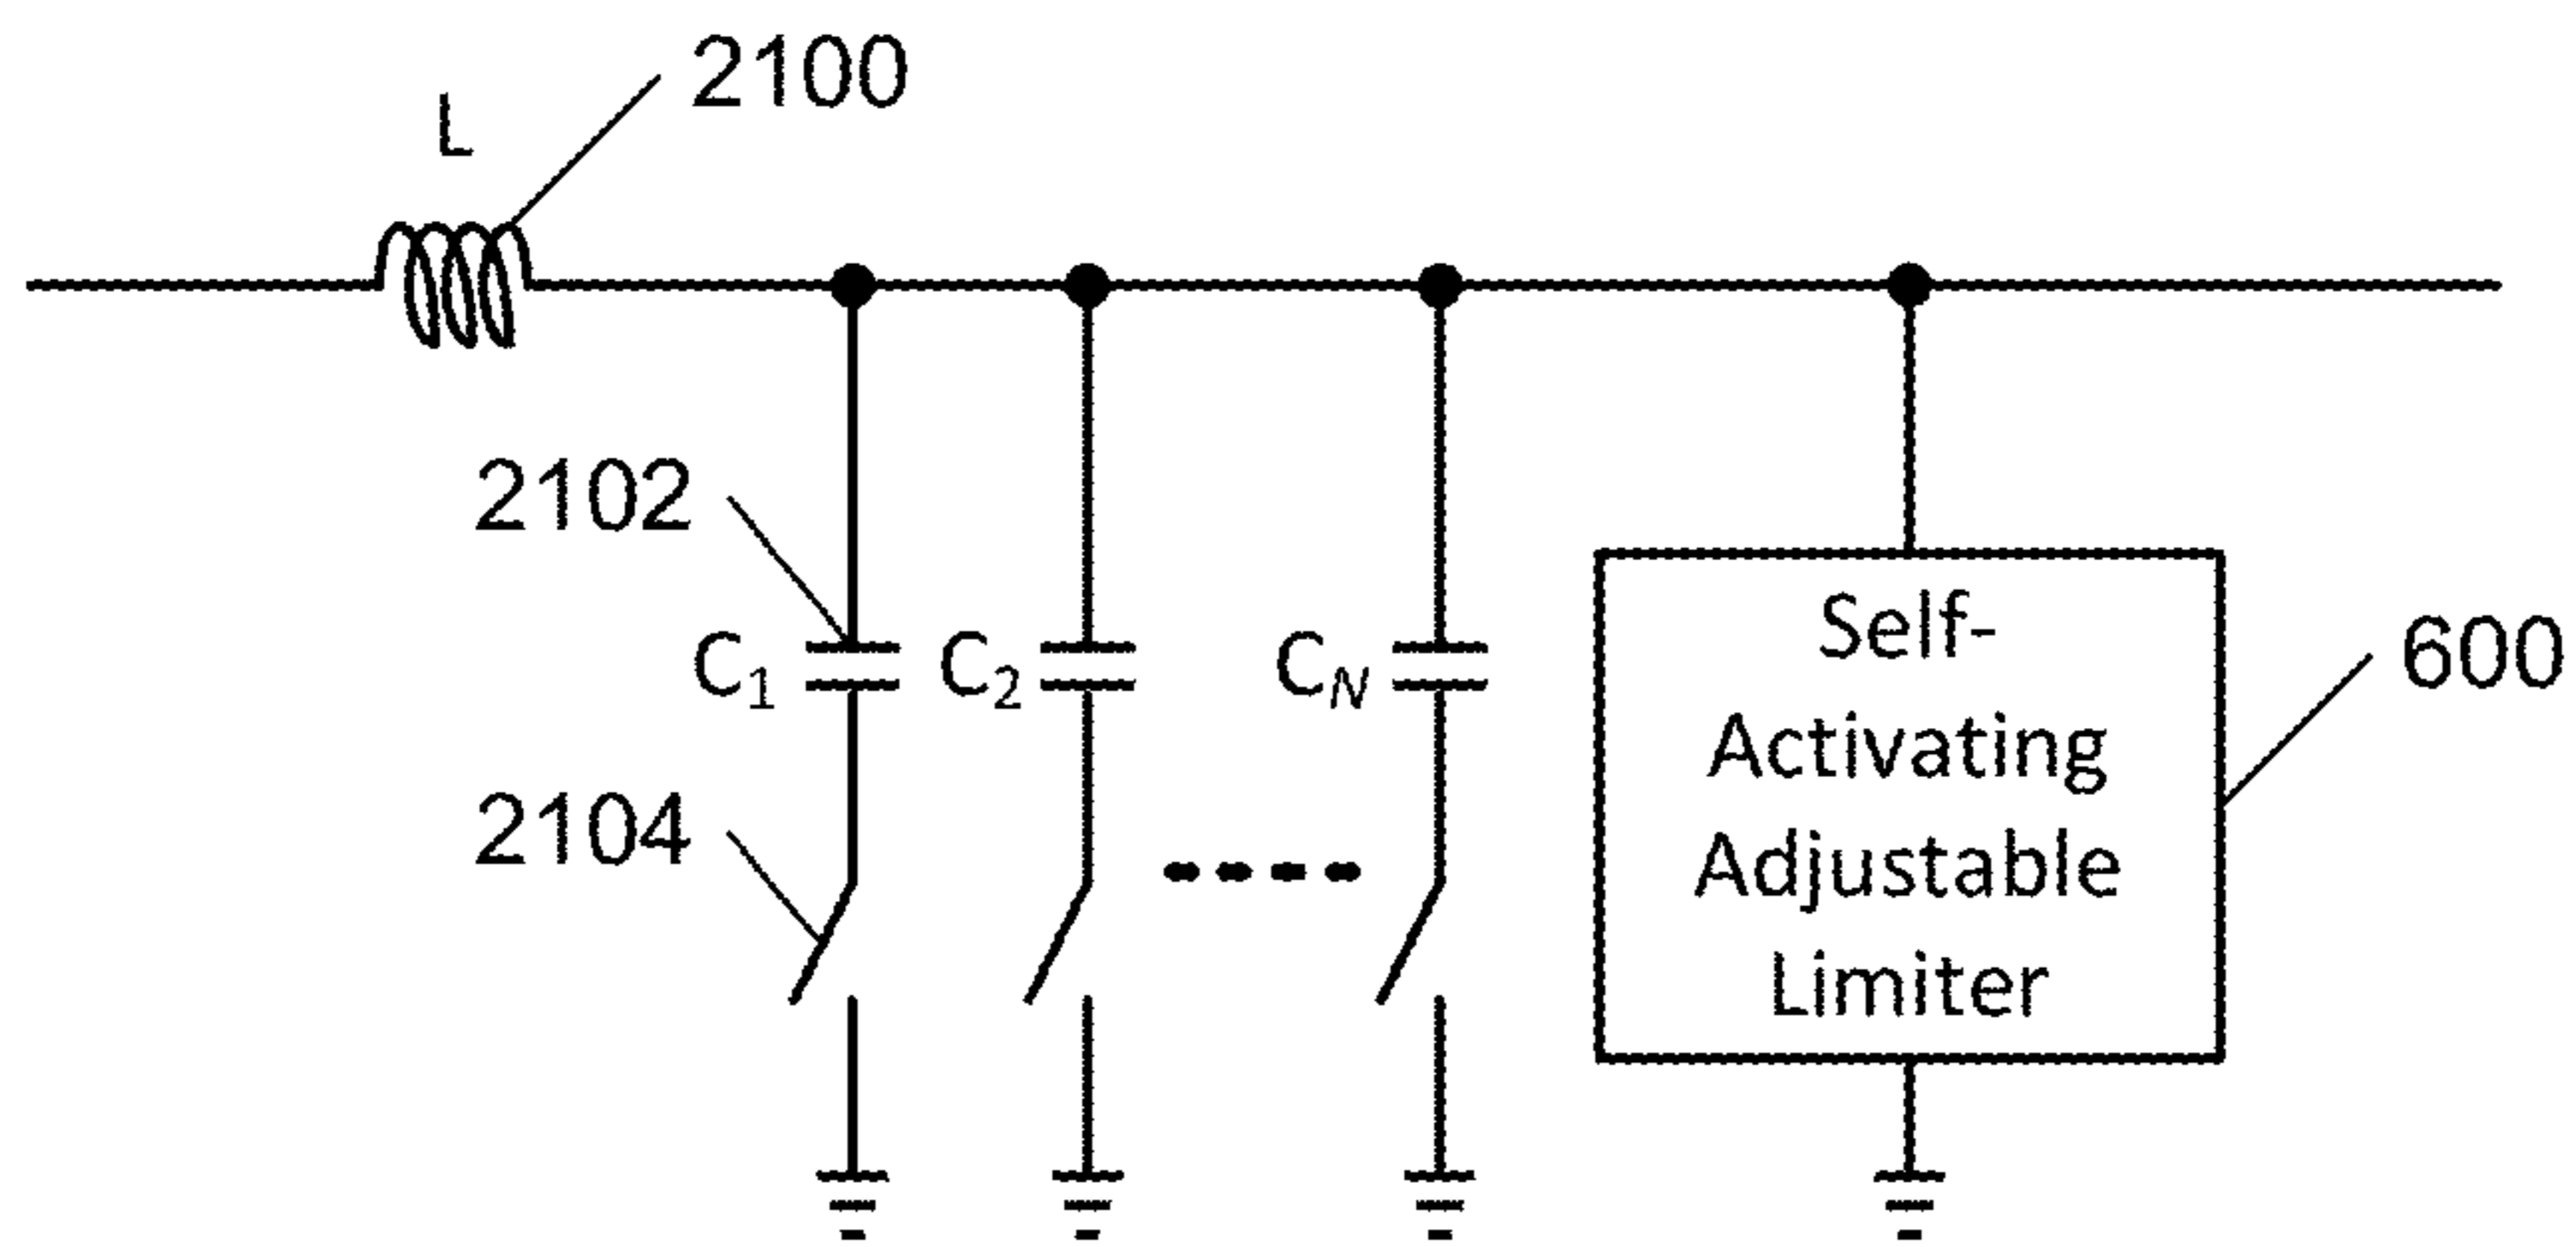 L
2100
2102
C1
C2
CN
2104
Self-
Activating
Adjustable
Limiter
600